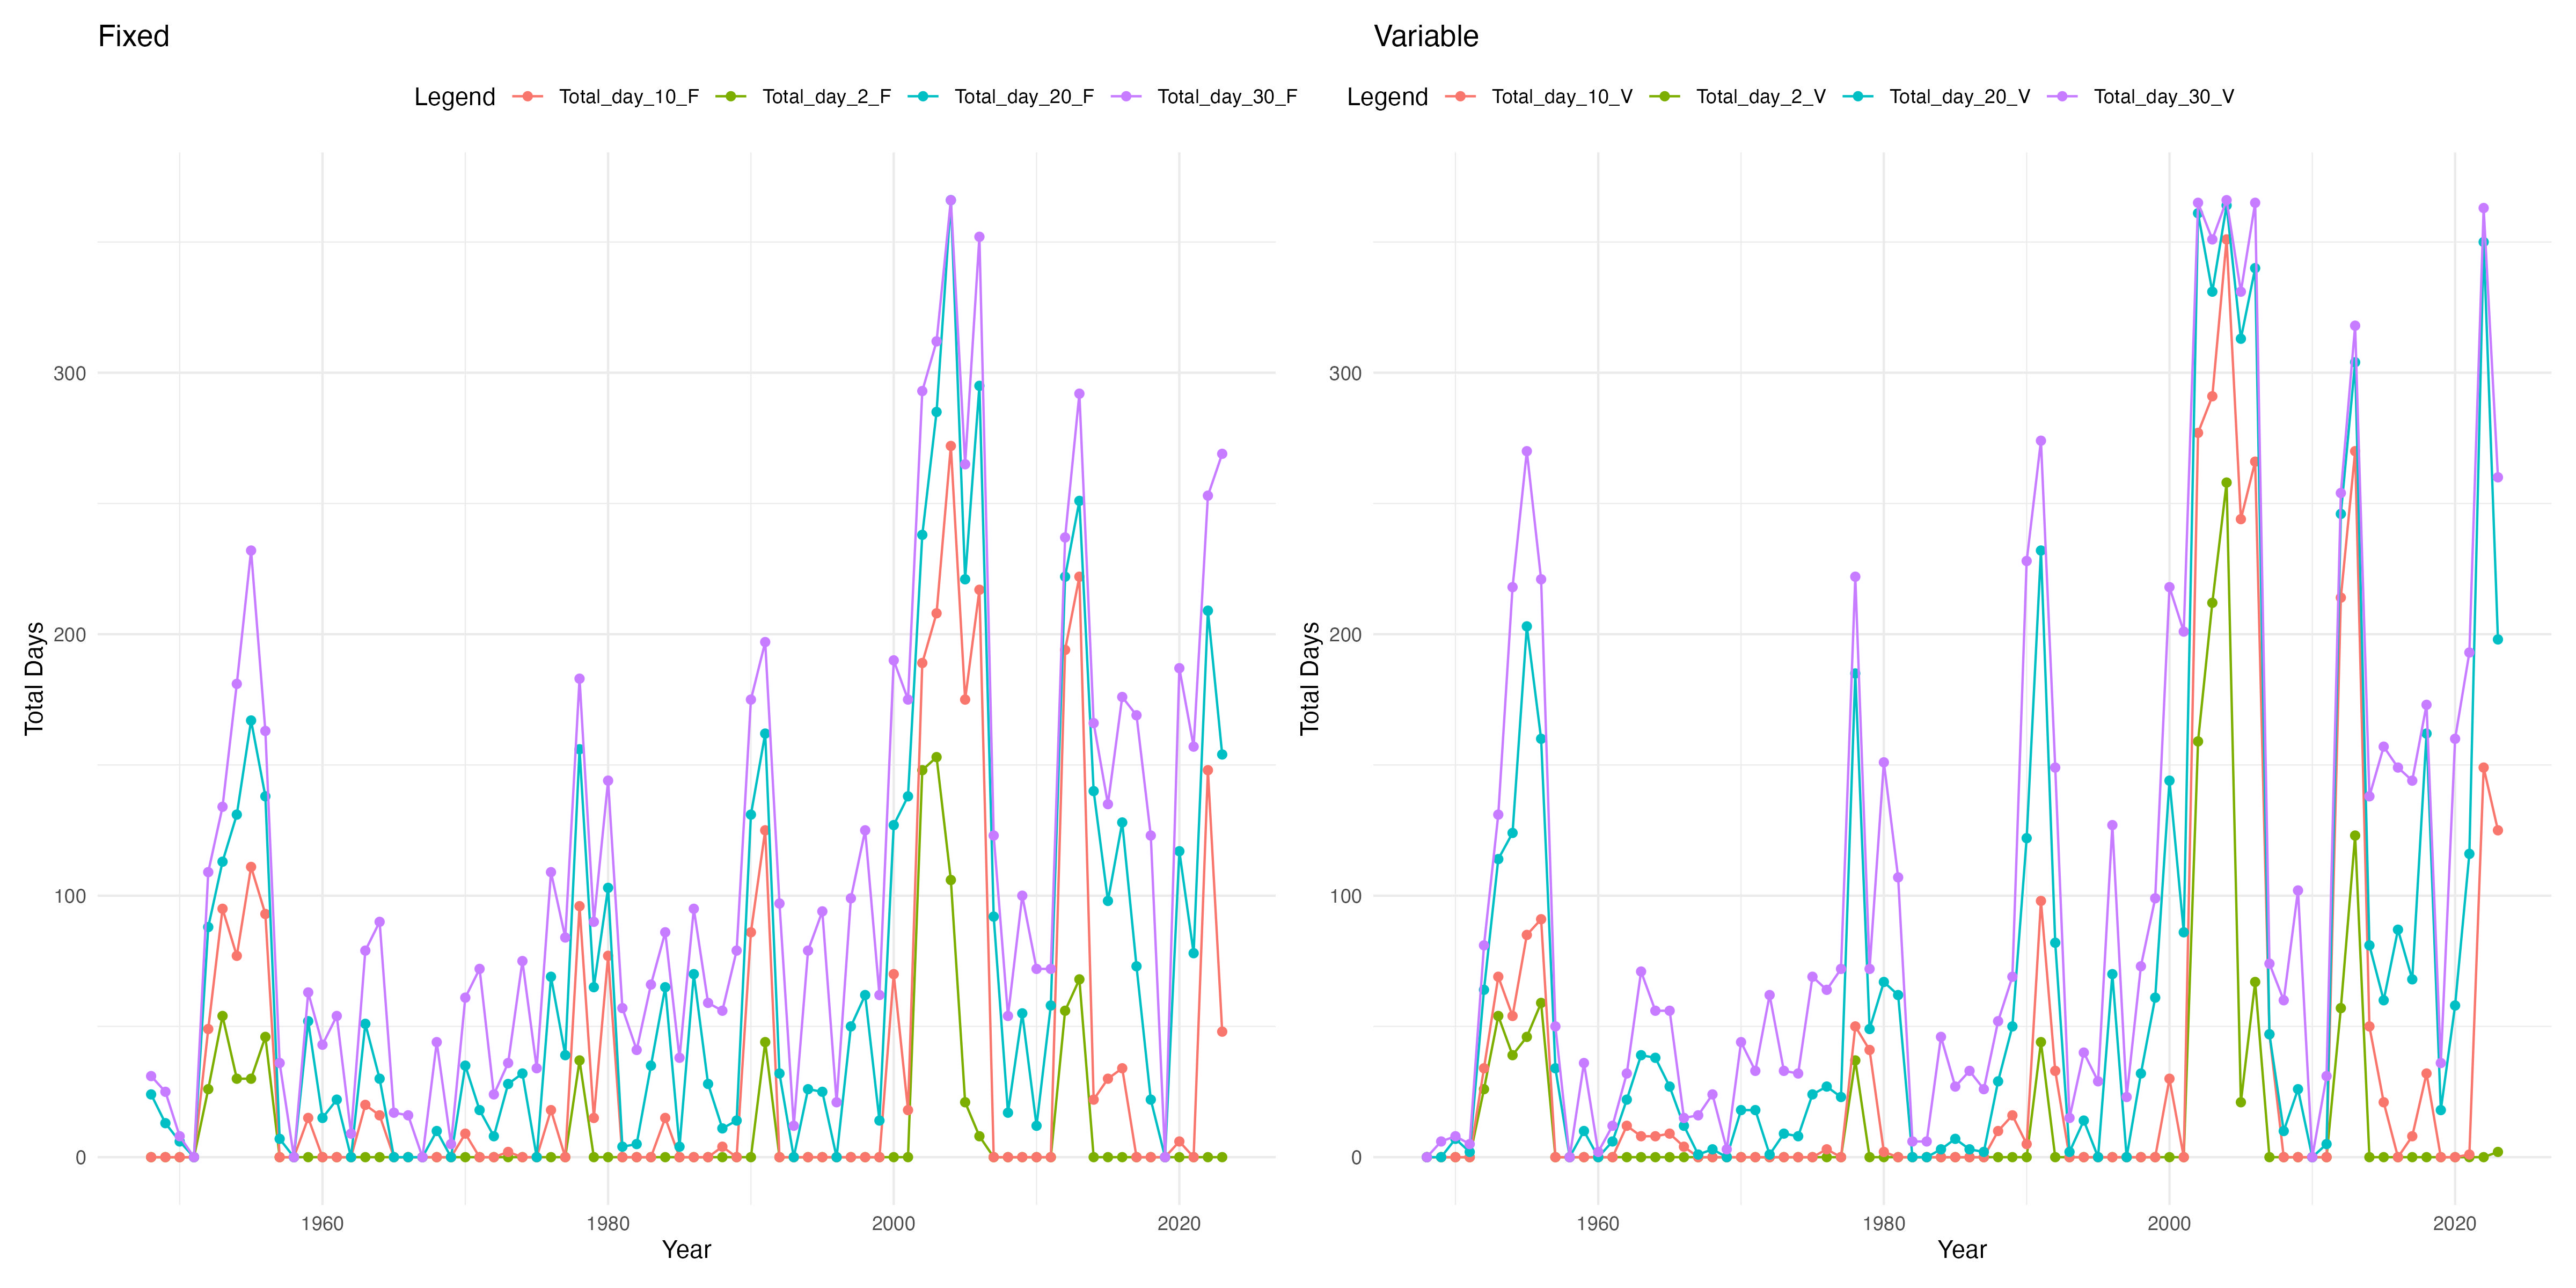 Fixed
Legend Total_day_10_F Total_day_2_F Total_day_20_F Total_day_30_F
Total Days
300
200
100
0
1960 1980 2000 2020
Year
Variable
Legend Total_day_10_V Total_day_2_V Total_day_20_V Total_day_30_V
Total Days
300
200
100
0
1960 1980 2000 2020
Year